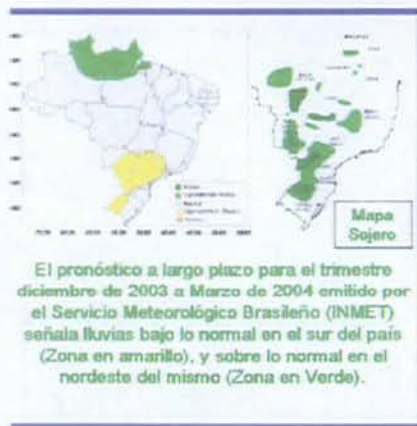 Mapa
Sojero
El pronóstico a largo plazo para el trimestre
diciembre de 2003 a Marzo de 2004 emitido por
el Servicio Meteorológico Brasileño (INMET)
señala lluvias bajo lo normal en el sur del país
(Zona en amarillo), y sobre lo normal en el
nordeste del mismo (Zona en Verde).